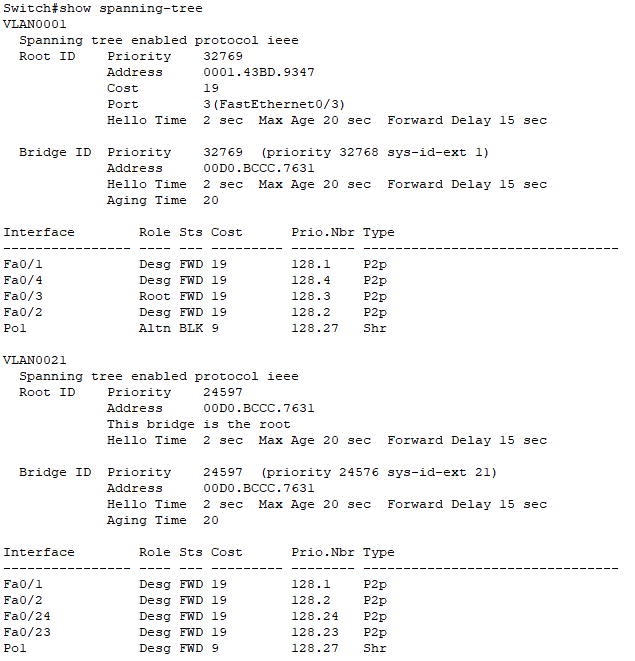 Switch#show spanning-tree
VLAN0001
  Spanning tree enabled protocol ieee
  Root ID    Priority    32769
             Address     0001.43BD.9347
             Cost        19
             Port        3(FastEthernet0/3)
             Hello Time  2 sec  Max Age 20 sec  Forward Delay 15 sec

  Bridge ID  Priority    32769  (priority 32768 sys-id-ext 1)
             Address     00D0.BCCC.7631
             Hello Time  2 sec  Max Age 20 sec  Forward Delay 15 sec
             Aging Time  20

Interface        Role Sts Cost      Prio.Nbr Type
---------------- ---- --- --------- -------- --------------------------------
Fa0/1            Desg FWD 19        128.1    P2p
Fa0/4            Desg FWD 19        128.4    P2p
Fa0/3            Root FWD 19        128.3    P2p
Fa0/2            Desg FWD 19        128.2    P2p
Po1              Altn BLK 9         128.27   Shr

VLAN0021
  Spanning tree enabled protocol ieee
  Root ID    Priority    24597
             Address     00D0.BCCC.7631
             This bridge is the root
             Hello Time  2 sec  Max Age 20 sec  Forward Delay 15 sec

  Bridge ID  Priority    24597  (priority 24576 sys-id-ext 21)
             Address     00D0.BCCC.7631
             Hello Time  2 sec  Max Age 20 sec  Forward Delay 15 sec
             Aging Time  20

Interface        Role Sts Cost      Prio.Nbr Type
---------------- ---- --- --------- -------- --------------------------------
Fa0/1            Desg FWD 19        128.1    P2p
Fa0/2            Desg FWD 19        128.2    P2p
Fa0/24           Desg FWD 19        128.24   P2p
Fa0/23           Desg FWD 19        128.23   P2p
Po1              Desg FWD 9         128.27   Shr